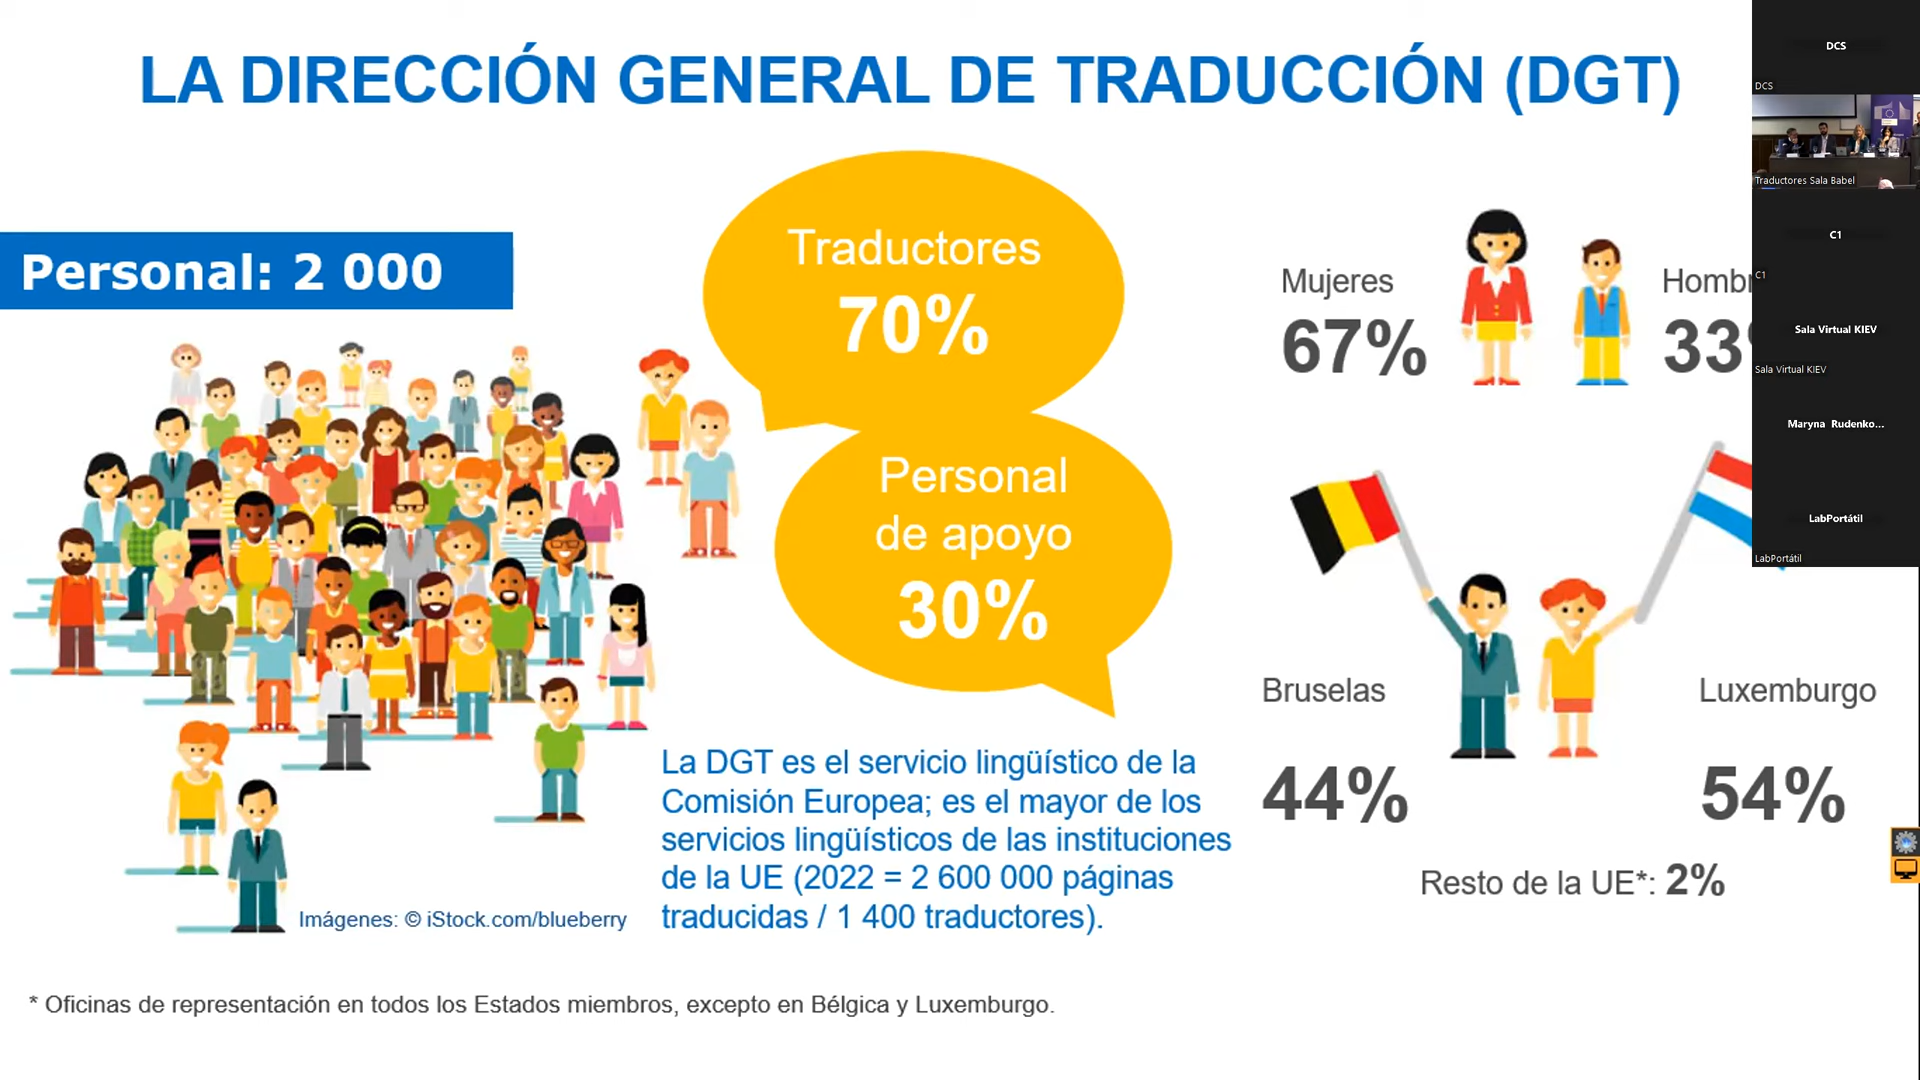 LA DIRECCIÓN GENERAL DE TRADUCCIÓN (DGT)
Personal: 2 000
Traductores
70%
Personal
de apoyo
30%
Mujeres
67%
Bruselas
44%
Luxemburgo
54%
Resto de la UE*: 2%
La DGT es el servicio lingüístico de la
Comisión Europea; es el mayor de los
servicios lingüísticos de las instituciones
de la UE (2022 = 2 600 000 páginas
traducidas / 1 400 traductores).
Imágenes: © iStock.com/blueberry
* Oficinas de representación en todos los Estados miembros, excepto en Bélgica y Luxemburgo.
DCS
DCS
Traductores Sala Babel
C1
C1
Sala Virtual KIEV
Sala Virtual KIEV
Maryna Rudenko...
LabPortátil
LabPortátil